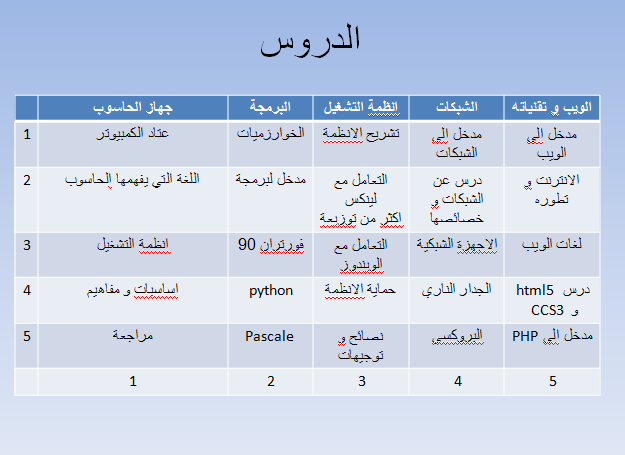 الدروس
جهاز الحاسوب
البرمجة
انظمة التشغيل
الشبكات
الويب و تقنياته
1
عتاد الكمبيوتر
الخوارزميات
تشريح الانظمة
مدخل الى
الشبكات
مدخل الى
الويب
2
اللغة التي يفهمها الحاسوب
مدخل لبرمجة
التعامل مع
لينكس
اكثر من توزيعة
درس عن
الشبكات و
خصائصها
الانترنت و
تطوره
3
انظمة التشغيل
فورتران 90
التعامل مع
الويندوز
الاجهزة الشبكية
لغات الويب
4
اساسيات و مفاهيم
python
حماية الانظمة
الجدار الناري
درس html5
و CCS3
5
مراجعة
Pascale
نصائح و
توجيهات
البروكسي
مدخل الى PHP
1
2
3
4
5